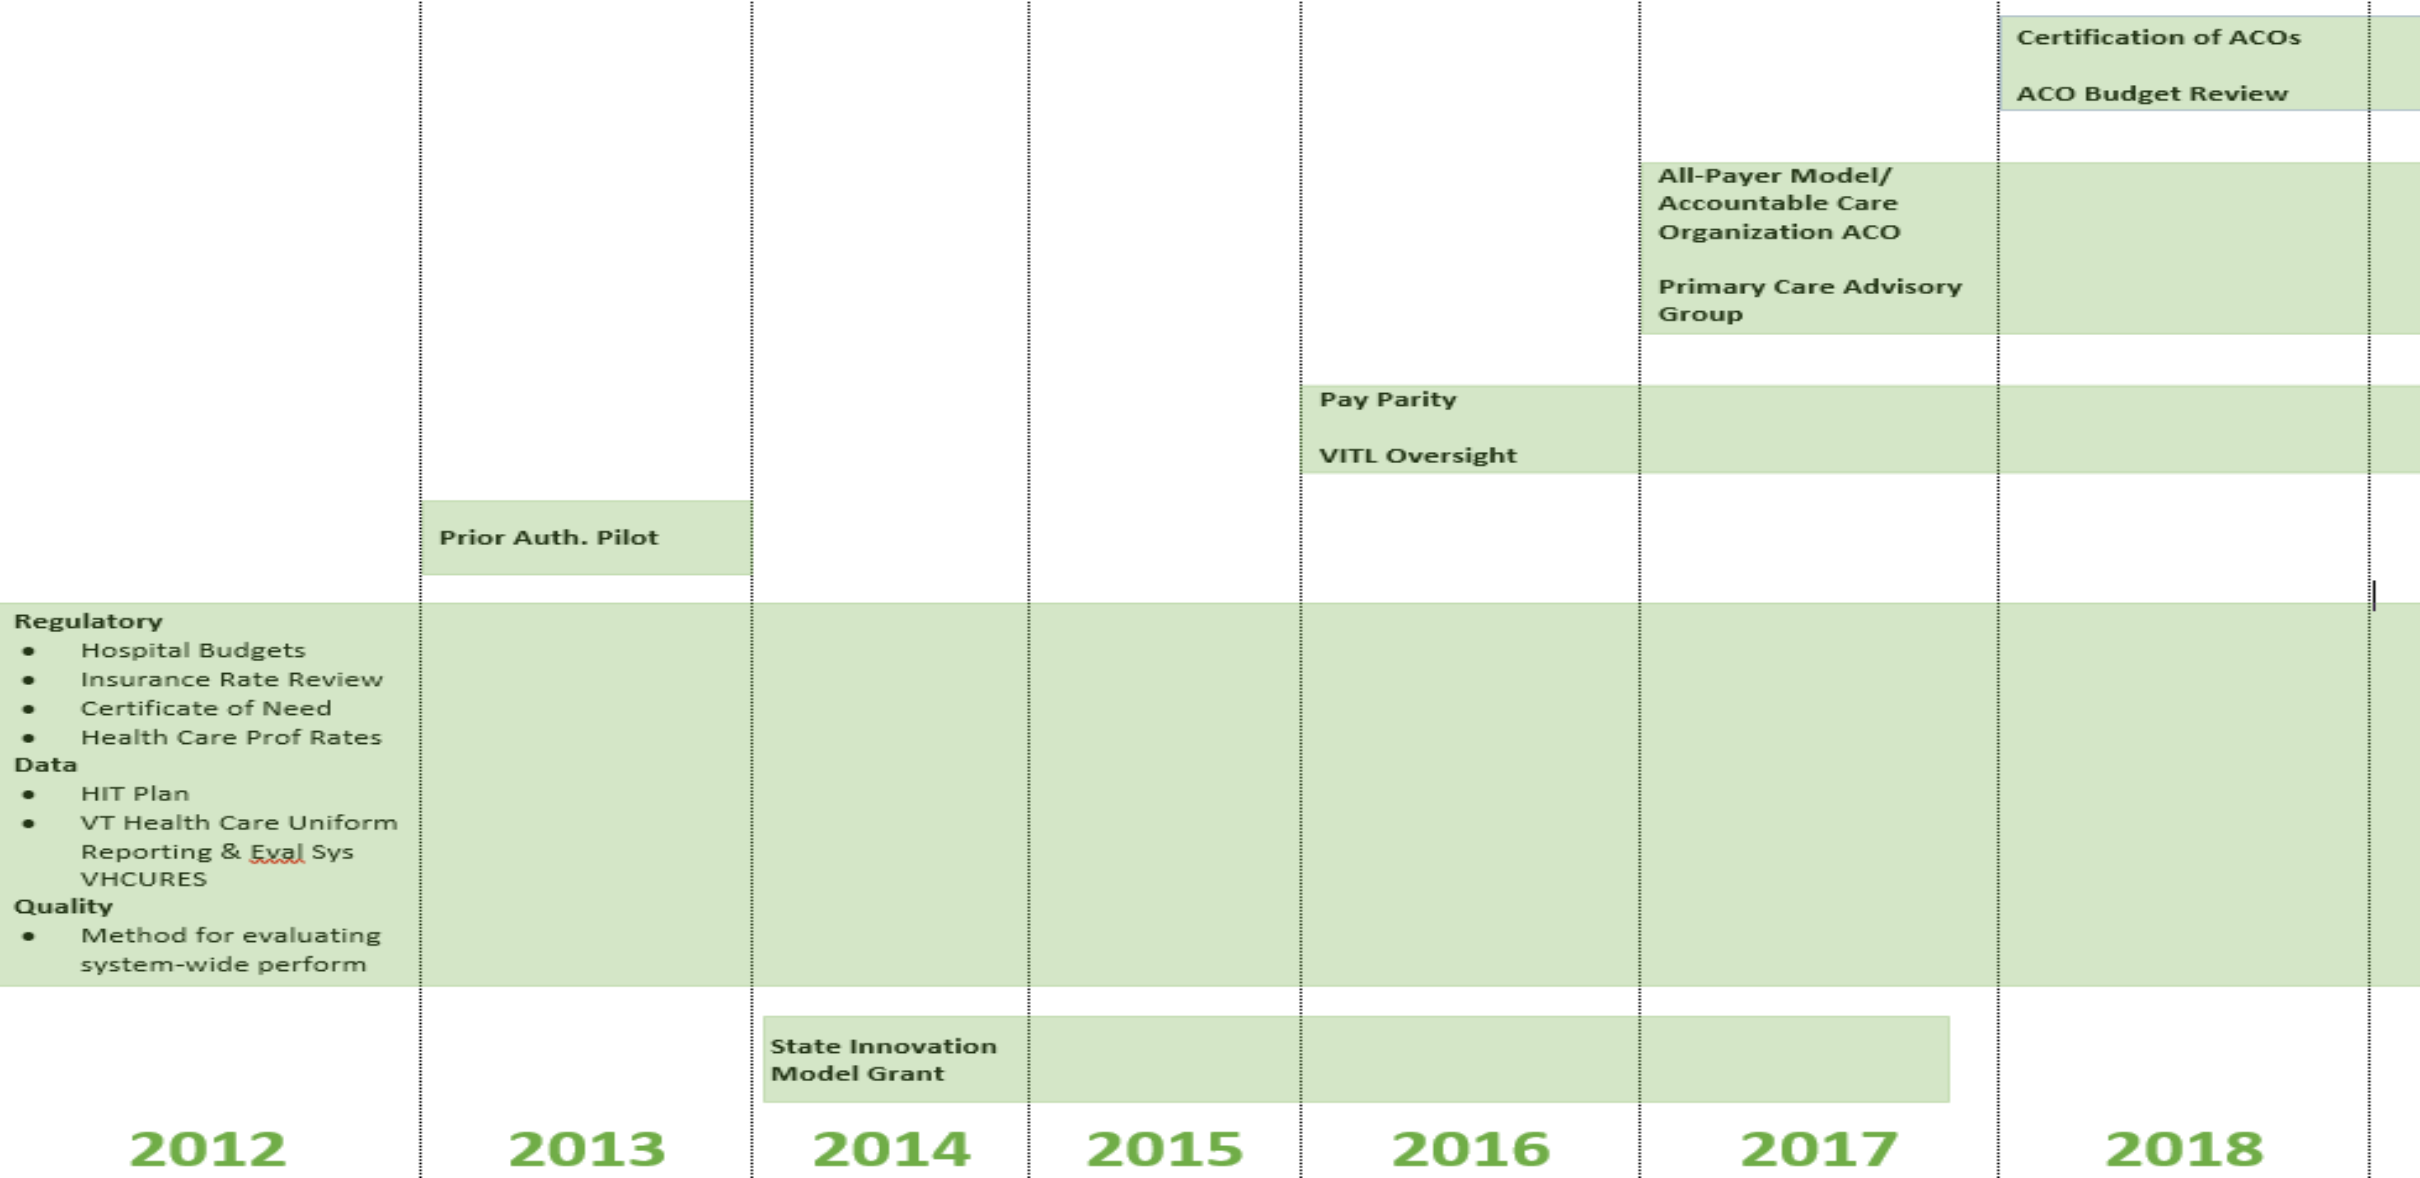 Certification of ACOs
ACO Budget Review
All-Payer Model/
Accountable Care
Organization ACO
Primary Care Advisory
Group
Pay Parity
VITL Oversight
Prior Auth. Pilot
Regulatory
• Hospital Budgets
• Insurance Rate Review
• Certificate of Need
• Health Care Prof Rates
Data
• HIT Plan
• VT Health Care Uniform
Reporting & Eval Sys
VHCURES
Quality
• Method for evaluating
system-wide perform
State Innovation
Model Grant
2012 2013 2014 2015 2016 2017 2018